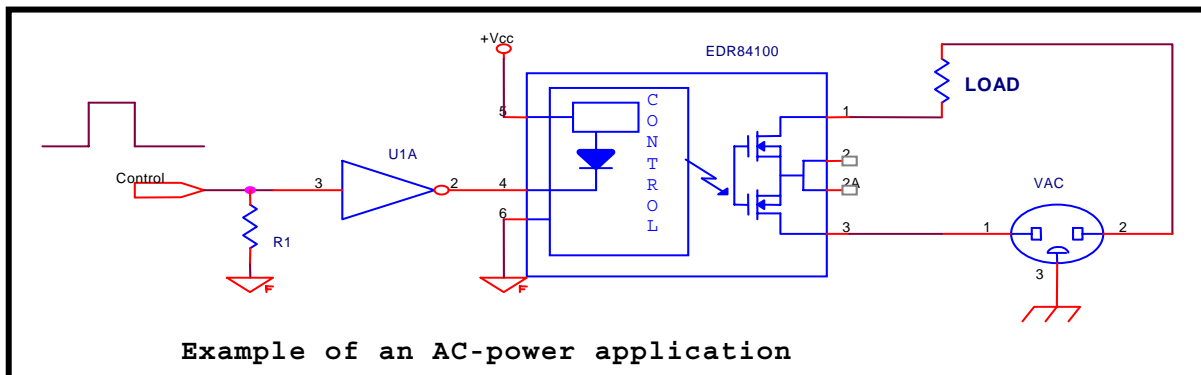 +Vcc
EDR84100
LOAD
5
CONTROL
1
U1A
2
Control
3
2
4
2A
VAC
6
R1
3
1
2
3
F
F
Example of an AC-power application